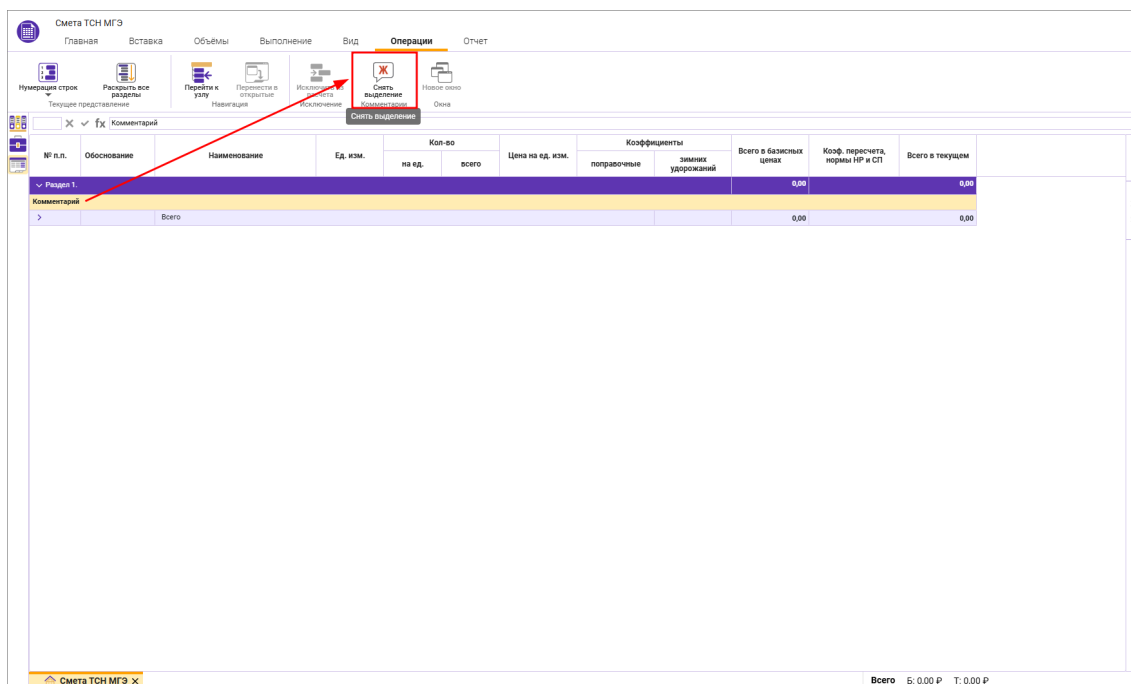 Смета ТСН МГЭ
Главная Вставка Объёмы Выполнение Вид Операции Отчет
Нумерация строк
Раскрыть все разделы
Текущее представление
Перейти к узлу
Перенести в открытые
Навигация
Исключить из расчета
Исключение
Ж
Снять выделение
Комментарии
Новое окно
Окна
Снять выделение
fx Комментарий
№ п.п. Обоснование Наименование Ед. изм. Кол-во Цена на ед. изм. Коэффициенты Всего в базисных ценах Коэф. пересчета, нормы НР и СП Всего в текущем
на ед. всего поправочные зимних удорожаний
Раздел 1. 0,00 0,00
Комментарий
Всего 0,00 0,00
Смета ТСН МГЭ Всего Б: 0,00 ₽ Т: 0,00 ₽